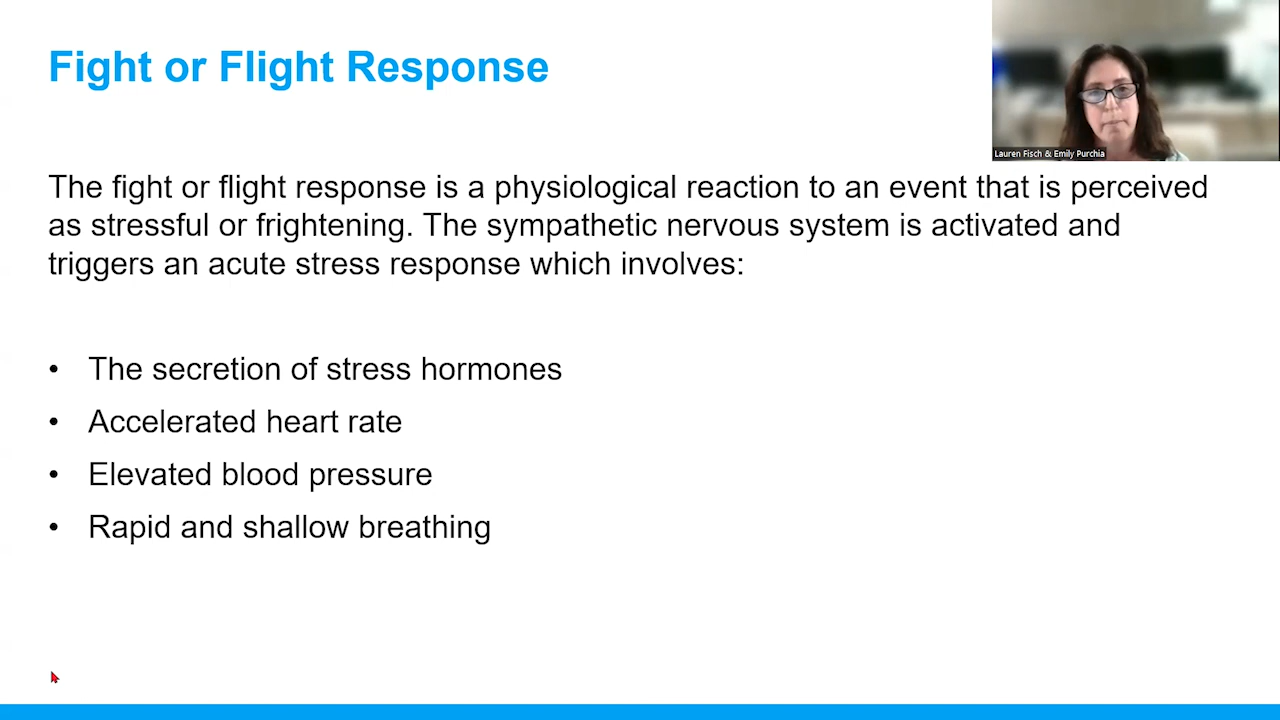 Fight or Flight Response
Lauren Fisch & Emily Purchia
The fight or flight response is a physiological reaction to an event that is perceived
as stressful or frightening. The sympathetic nervous system is activated and
triggers an acute stress response which involves:
• The secretion of stress hormones
• Accelerated heart rate
• Elevated blood pressure
• Rapid and shallow breathing